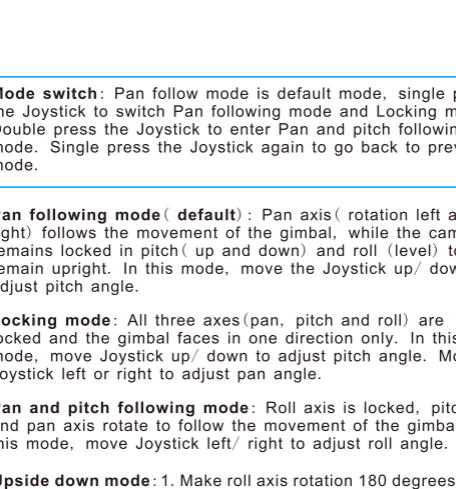 Mode switch: Pan follow mode is default mode, single p
he Joystick to switch Pan following mode and Locking m
Double press the Joystick to enter Pan and pitch followin
mode. Single press the Joystick again to go back to prev
mode.
Pan following mode( default): Pan axis( rotation left a
ight) follows the movement of the gimbal, while the cam
remains locked in pitch( up and down) and roll (level) to
remain upright. In this mode, move the Joystick up/ dow
adjust pitch angle.
Locking mode: All three axes(pan, pitch and roll) are
ocked and the gimbal faces in one direction only. In this
mode, move Joystick up/ down to adjust pitch angle. Mo
Joystick left or right to adjust pan angle.
Pan and pitch following mode: Roll axis is locked, pitc
and pan axis rotate to follow the movement of the gimba
his mode, move Joystick left/ right to adjust roll angle.
Upside down mode:1. Make roll axis rotation 180 degrees